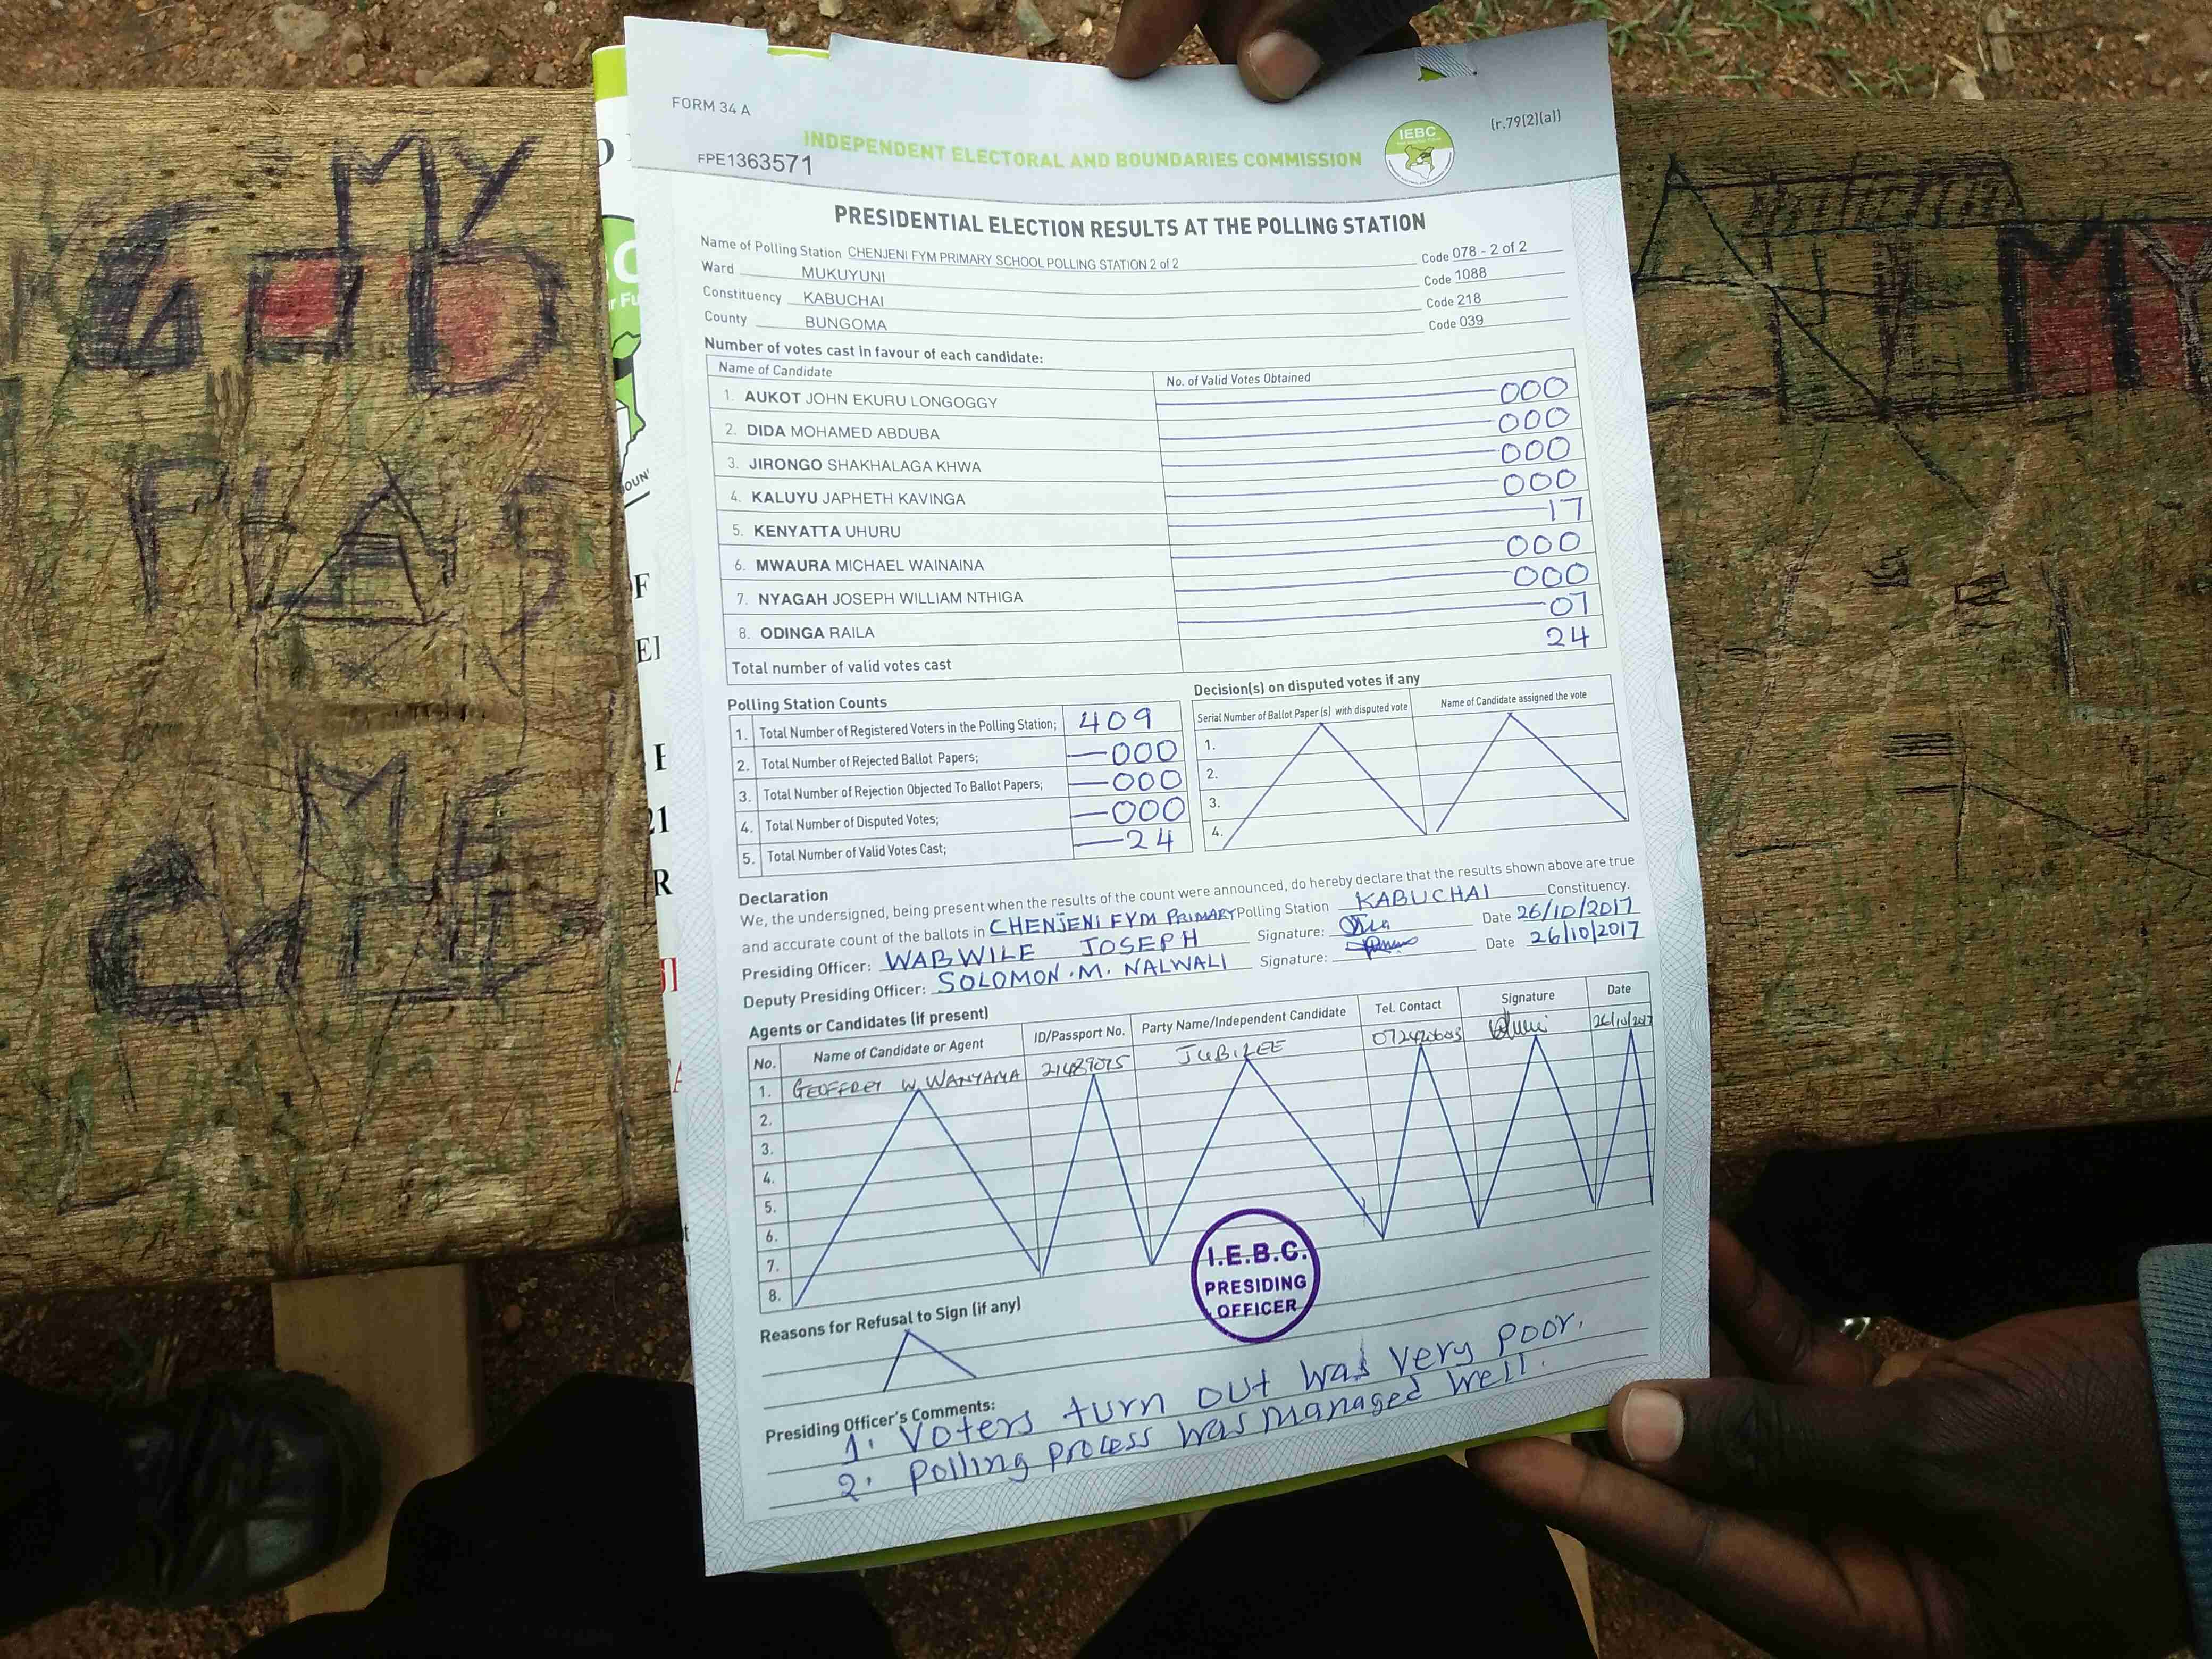 FORM 34 A
(r.79(2)(a))
INDEPENDENT ELECTORAL AND BOUNDARIES COMMISSION
IEBC
FPE1363571
PRESIDENTIAL ELECTION RESULTS AT THE POLLING STATION
Name of Polling Station CHENJENI FYM PRIMARY SCHOOL POLLING STATION 2 of 2 Code 078 - 2 of 2
Ward MUKUYUNI Code 1088
Constituency KABUCHAI Code 218
County BUNGOMA Code 039
Number of votes cast in favour of each candidate:
Name of Candidate No. of Valid Votes Obtained
1. AUKOT JOHN EKURU LONGOGGY 000
2. DIDA MOHAMED ABDUBA 000
3. JIRONGO SHAKHALAGA KHWA 000
4. KALUYU JAPHETH KAVINGA 000
5. KENYATTA UHURU 17
6. MWAURA MICHAEL WAINAINA 000
7. NYAGAH JOSEPH WILLIAM NTHIGA 000
8. ODINGA RAILA 07
Total number of valid votes cast 24
Polling Station Counts
1. Total Number of Registered Voters in the Polling Station; 409
2. Total Number of Rejected Ballot Papers; 000
3. Total Number of Rejection Objected To Ballot Papers; 000
4. Total Number of Disputed Votes; 000
5. Total Number of Valid Votes Cast; 24
Decision(s) on disputed votes if any
Serial Number of Ballot Paper (s) with disputed vote Name of Candidate assigned the vote
1.
2.
3.
4.
Declaration
We, the undersigned, being present when the results of the count were announced, do hereby declare that the results shown above are true
and accurate count of the ballots in CHENJENI FYM PRIMARY Polling Station KABUCHAI Constituency.
Presiding Officer: WABWILE JOSEPH Signature: Date 26/10/2017
Deputy Presiding Officer: SOLOMON .M. NALWALI Signature: Date 26/10/2017
Agents or Candidates (if present)
No. Name of Candidate or Agent ID/Passport No. Party Name/Independent Candidate Tel. Contact Signature Date
1. GEOFFREY W. WANYAMA JUBILEE 26/10/2017
2.
3.
4.
5.
6.
7.
8.
I.E.B.C.
PRESIDING
OFFICER
Reasons for Refusal to Sign (if any)
Presiding Officer's Comments:
1. Voters turn out was very poor.
2. Polling process was managed well.
GOD
MY
PLANS
ME
MY